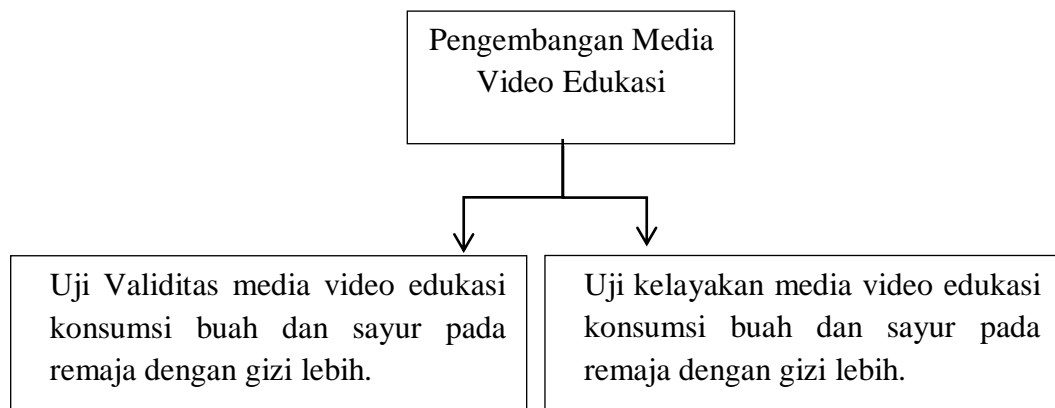 Pengembangan Media
Video Edukasi
Uji Validitas media video edukasi
konsumsi buah dan sayur pada
remaja dengan gizi lebih.
Uji kelayakan media video edukasi
konsumsi buah dan sayur pada
remaja dengan gizi lebih.